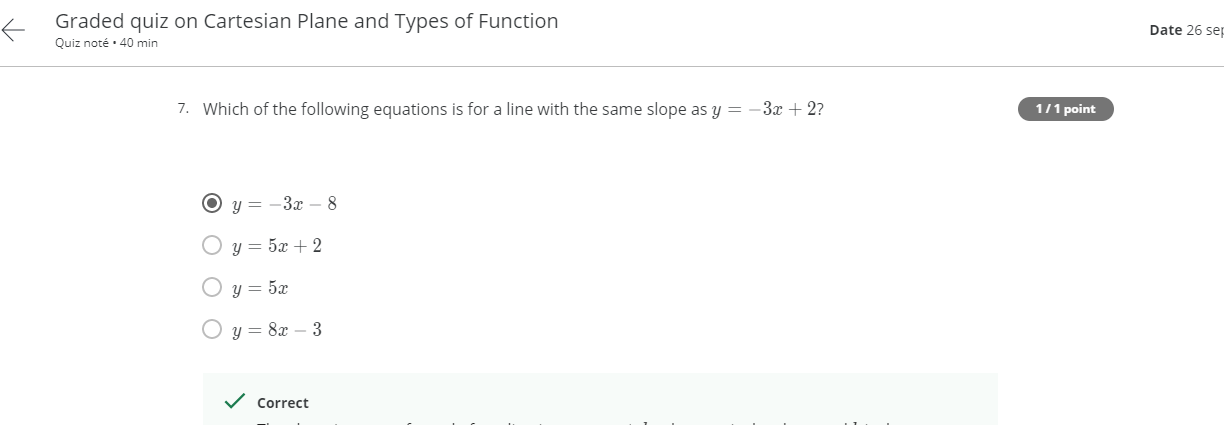 Graded quiz on Cartesian Plane and Types of Function
Quiz noté • 40 min
Date 26 sep
7. Which of the following equations is for a line with the same slope as y = −3x + 2?
1 / 1 point
y = −3x − 8
y = 5x + 2
y = 5x
y = 8x − 3
Correct